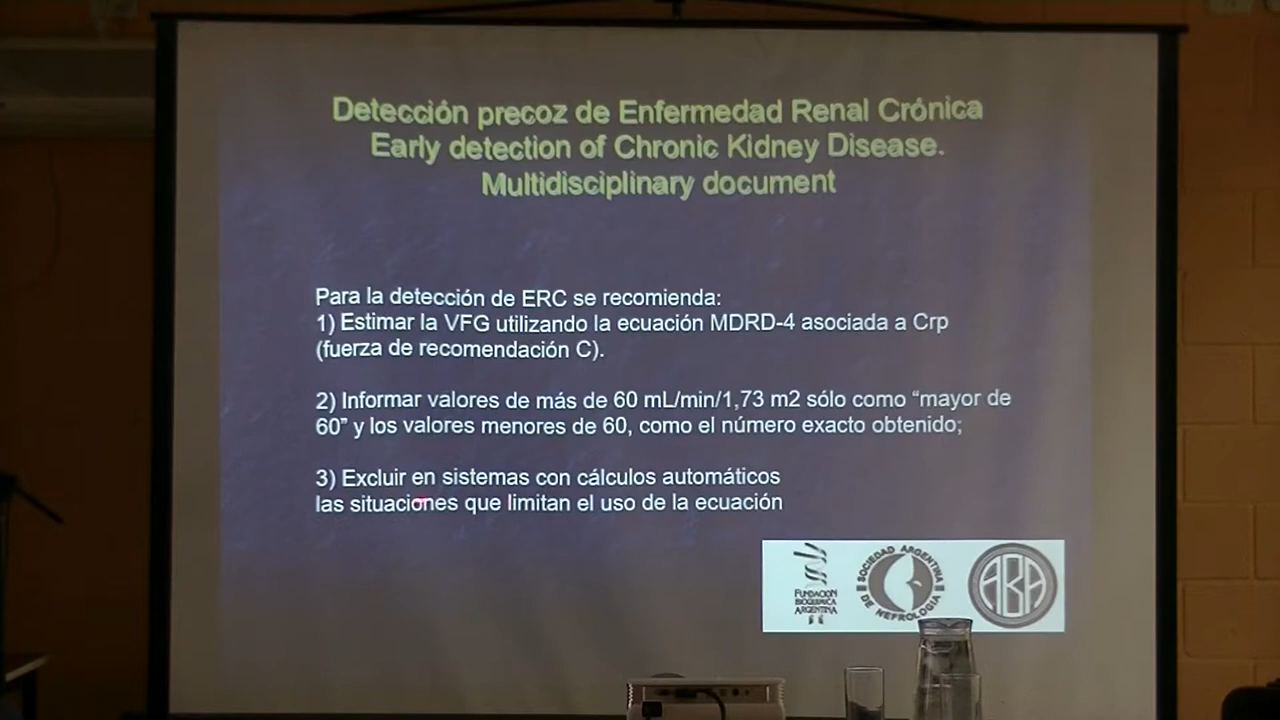 Detección precoz de Enfermedad Renal Crónica
Early detection of Chronic Kidney Disease.
Multidisciplinary document
Para la detección de ERC se recomienda:
1) Estimar la VFG utilizando la ecuación MDRD-4 asociada a Crp
(fuerza de recomendación C).
2) Informar valores de más de 60 mL/min/1,73 m2 sólo como “mayor de
60” y los valores menores de 60, como el número exacto obtenido;
3) Excluir en sistemas con cálculos automáticos
las situaciones que limitan el uso de la ecuación
FUNDACION
BIOQUIMICA
ARGENTINA
SOCIEDAD ARGENTINA
DE NEFROLOGIA
ABA